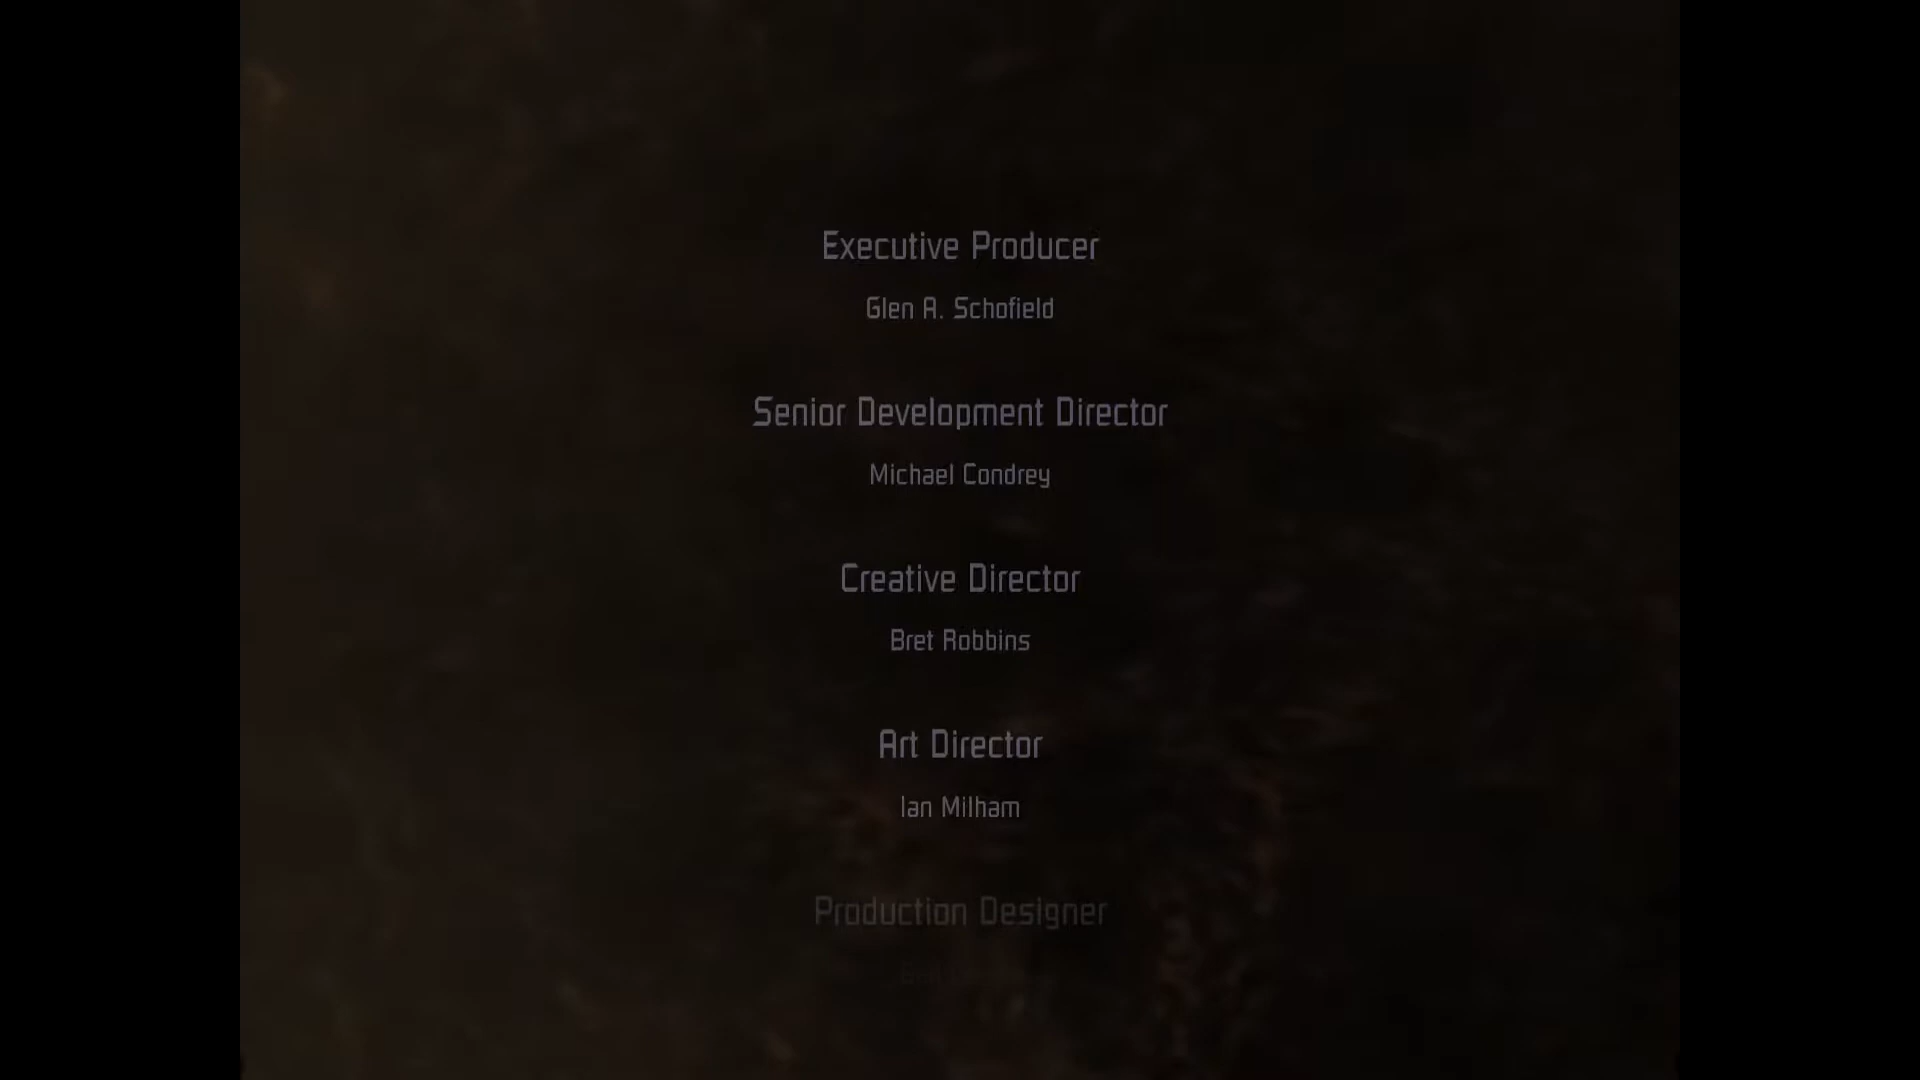 Executive Producer
Glen A. Schofield
Senior Development Director
Michael Condrey
Creative Director
Bret Robbins
Art Director
Ian Milham
Production Designer